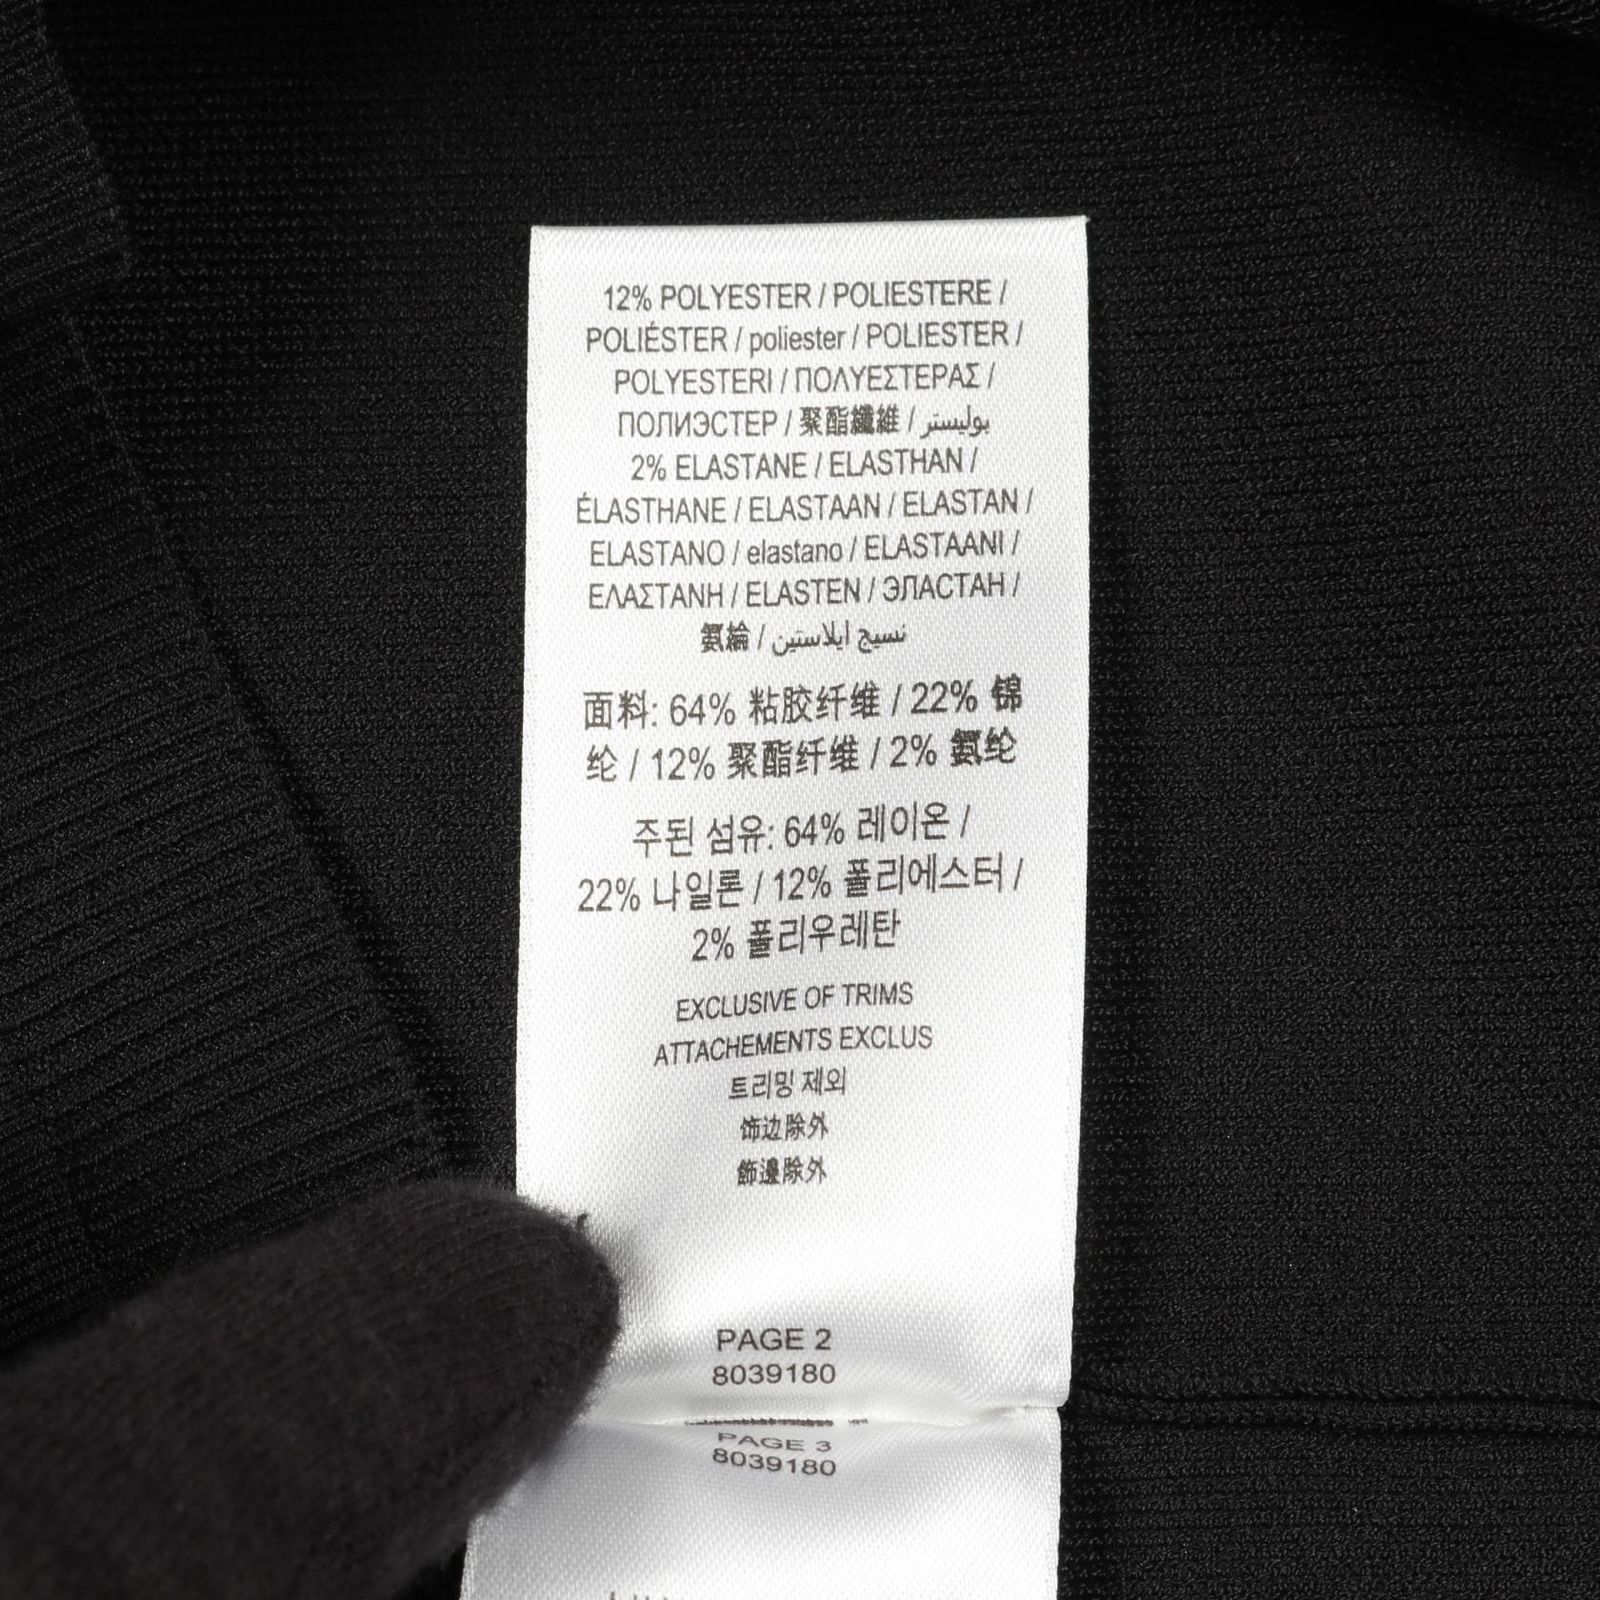 12% POLYESTER / POLIESTERE /
POLIÉSTER / poliester / POLIESTER /
POLYESTERI / ΠΟΛΥΕΣΤΕΡΑΣ /
ПОЛИЭСТЕР / 聚酯纖維 / بوليستر
2% ELASTANE / ELASTHAN /
ÉLASTHANE / ELASTAAN / ELASTAN /
ELASTANO / elastano / ELASTAANI /
ΕΛΑΣΤΑΝΗ / ELASTEN / ЭЛАСТАН /
氨綸 / نسيج ايلاستين
面料: 64% 粘胶纤维 / 22% 锦
纶 / 12% 聚酯纤维 / 2% 氨纶
주된 섬유: 64% 레이온 /
22% 나일론 / 12% 폴리에스터 /
2% 폴리우레탄
EXCLUSIVE OF TRIMS
ATTACHEMENTS EXCLUS
트리밍 제외
饰边除外
飾邊除外
PAGE 2
8039180
PAGE 3
8039180